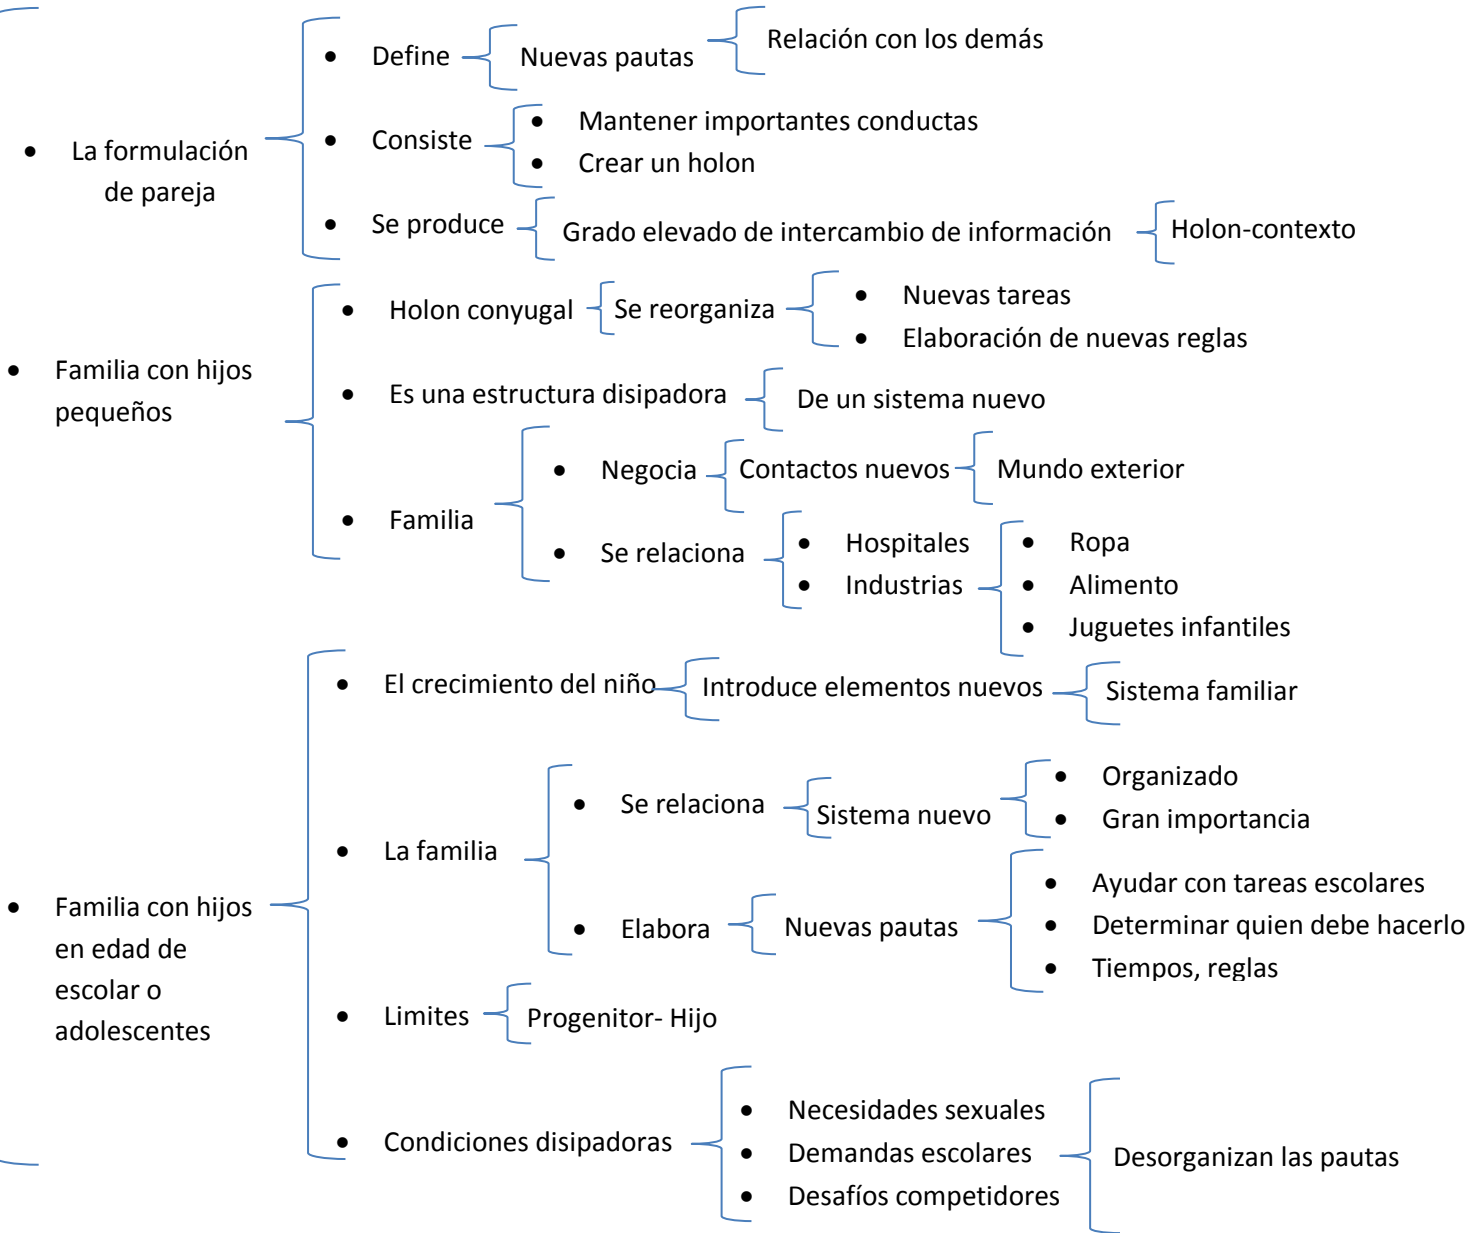 • La formulación
de pareja
• Define
Nuevas pautas
Relación con los demás
• Consiste
• Mantener importantes conductas
• Crear un holon
• Se produce
Grado elevado de intercambio de información
Holon-contexto
• Familia con hijos
pequeños
• Holon conyugal
Se reorganiza
• Nuevas tareas
• Elaboración de nuevas reglas
• Es una estructura disipadora
De un sistema nuevo
• Familia
• Negocia
Contactos nuevos
Mundo exterior
• Se relaciona
• Hospitales
• Industrias
• Ropa
• Alimento
• Juguetes infantiles
• Familia con hijos
en edad de
escolar o
adolescentes
• El crecimiento del niño
Introduce elementos nuevos
Sistema familiar
• La familia
• Se relaciona
Sistema nuevo
• Organizado
• Gran importancia
• Elabora
Nuevas pautas
• Ayudar con tareas escolares
• Determinar quien debe hacerlo
• Tiempos, reglas
• Limites
Progenitor- Hijo
• Condiciones disipadoras
• Necesidades sexuales
• Demandas escolares
• Desafíos competidores
Desorganizan las pautas